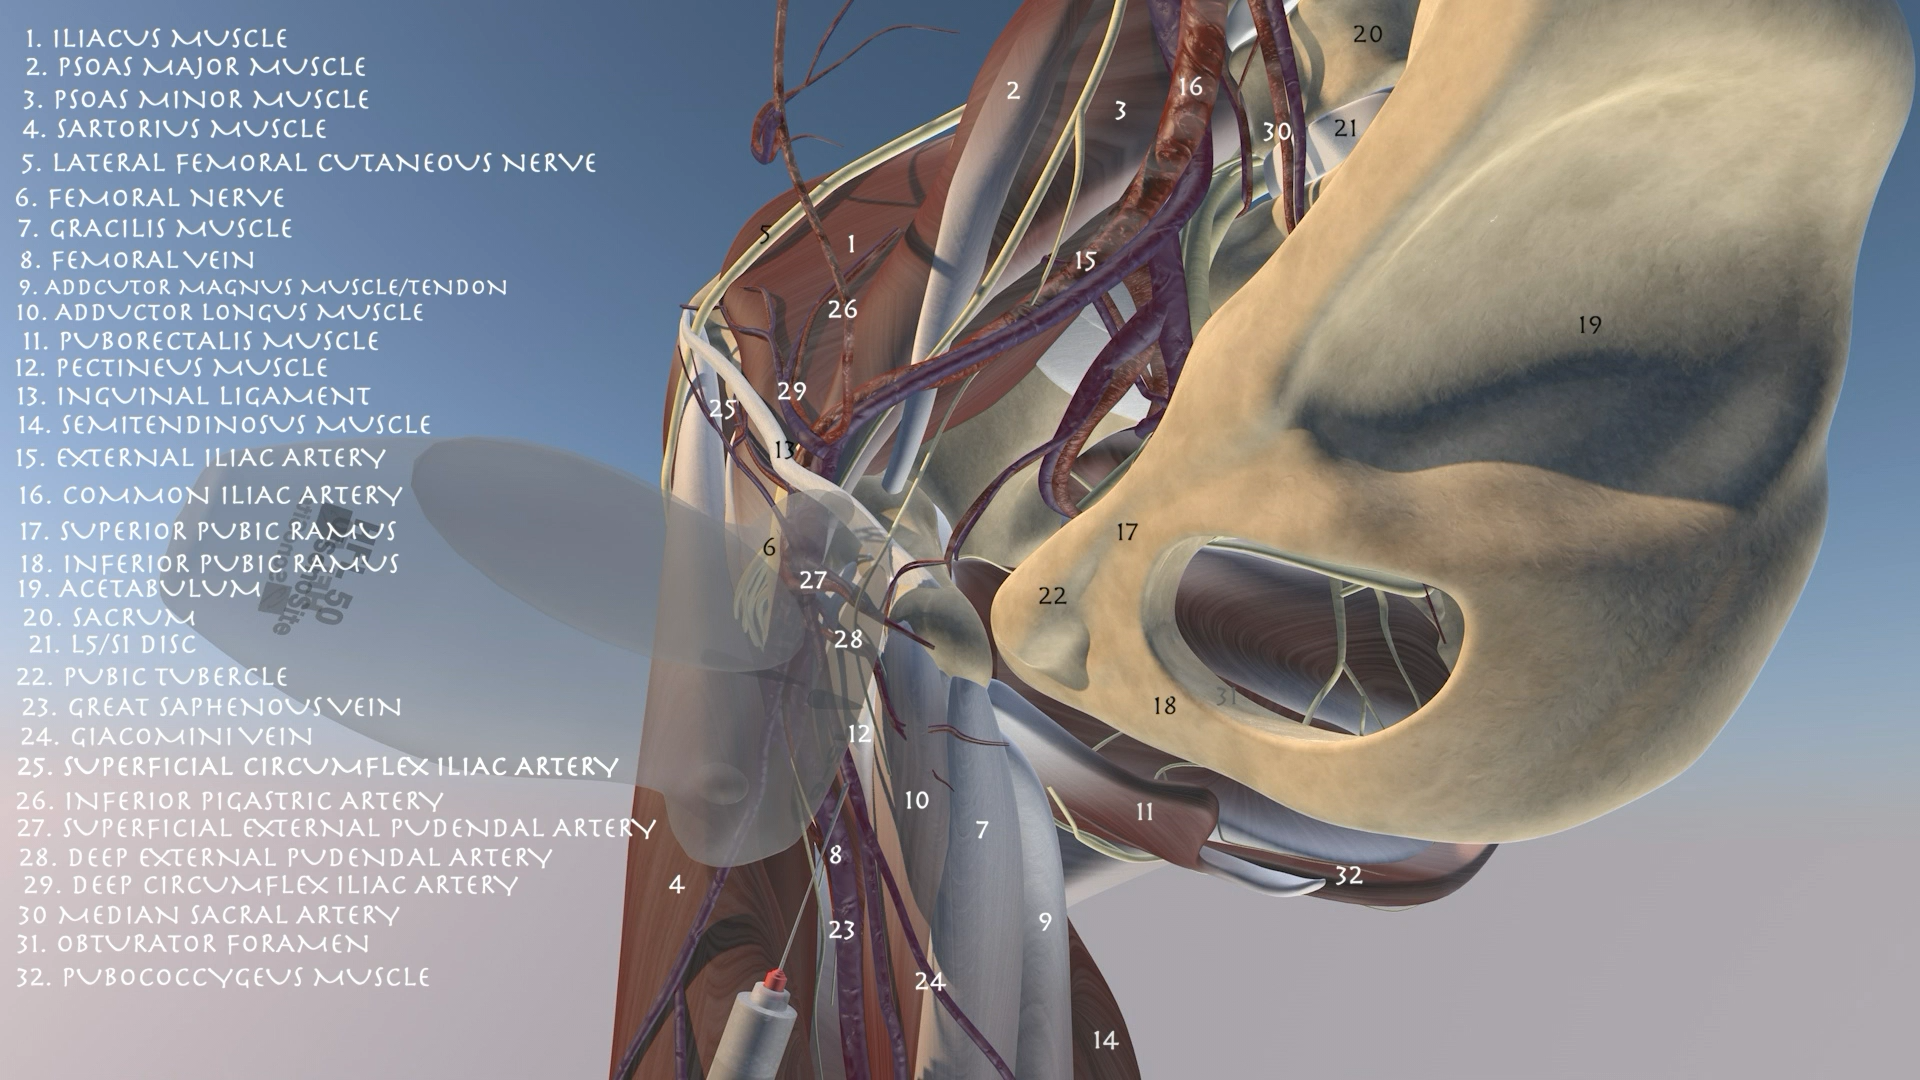 1. ILIACUS MUSCLE
2. PSOAS MAJOR MUSCLE
3. PSOAS MINOR MUSCLE
4. SARTORIUS MUSCLE
5. LATERAL FEMORAL CUTANEOUS NERVE
6. FEMORAL NERVE
7. GRACILIS MUSCLE
8. FEMORAL VEIN
9. ADDCUTOR MAGNUS MUSCLE/TENDON
10. ADDUCTOR LONGUS MUSCLE
11. PUBORECTALIS MUSCLE
12. PECTINEUS MUSCLE
13. INGUINAL LIGAMENT
14. SEMITENDINOSUS MUSCLE
15. EXTERNAL ILIAC ARTERY
16. COMMON ILIAC ARTERY
17. SUPERIOR PUBIC RAMUS
18. INFERIOR PUBIC RAMUS
19. ACETABULUM
20. SACRUM
21. L5/S1 DISC
22. PUBIC TUBERCLE
23. GREAT SAPHENOUS VEIN
24. GIACOMINI VEIN
25. SUPERFICIAL CIRCUMFLEX ILIAC ARTERY
26. INFERIOR PIGASTRIC ARTERY
27. SUPERFICIAL EXTERNAL PUDENDAL ARTERY
28. DEEP EXTERNAL PUDENDAL ARTERY
29. DEEP CIRCUMFLEX ILIAC ARTERY
30 MEDIAN SACRAL ARTERY
31. OBTURATOR FORAMEN
32. PUBOCOCCYGEUS MUSCLE
20
2
16
3
30
21
5
1
15
26
19
29
25
13
17
6
27
22
28
31
18
12
10
11
7
8
32
4
9
23
24
14